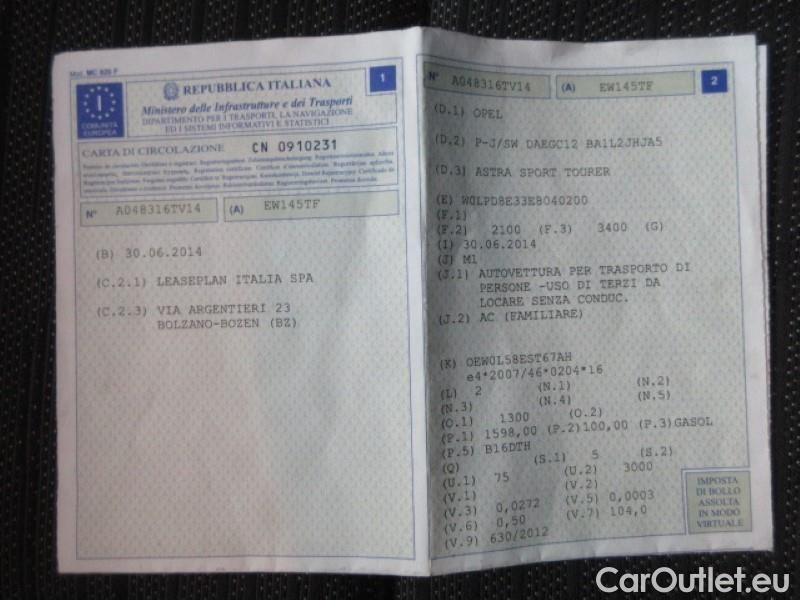 Mod. MC 820 F
REPUBBLICA ITALIANA
1
I
COMUNITÀ
EUROPEA
Ministero delle Infrastrutture e dei Trasporti
DIPARTIMENTO PER I TRASPORTI, LA NAVIGAZIONE
ED I SISTEMI INFORMATIVI E STATISTICI
CARTA DI CIRCOLAZIONE CN 0910231
N° A048316TV14 (A) EW145TF
(B) 30.06.2014
(C.2.1) LEASEPLAN ITALIA SPA
(C.2.3) VIA ARGENTIERI 23
BOLZANO-BOZEN (BZ)
N° A048316TV14 (A) EW145TF 2
(D.1) OPEL
(D.2) P-J/SW DAEGC12 BA1L2JHJA5
(D.3) ASTRA SPORT TOURER
(E) W0LPD8E33E8040200
(F.1)
(F.2) 2100 (F.3) 3400 (G)
(I) 30.06.2014
(J) M1
(J.1) AUTOVETTURA PER TRASPORTO DI
PERSONE -USO DI TERZI DA
LOCARE SENZA CONDUC.
(J.2) AC (FAMILIARE)
(K) OEW0L58EST67AH
e4*2007/46*0204*16
(L) 2 (N.1) (N.2)
(N.3) (N.4) (N.5)
(O.1) 1300 (O.2)
(P.1) 1598,00 (P.2)100,00 (P.3)GASOL
(P.5) B16DTH
(Q) (S.1) 5 (S.2)
(U.1) 75 (U.2) 3000
(V.1) (V.2)
(V.3) 0,0272 (V.5) 0,0003
(V.6) 0,50 (V.7) 104,0
(V.9) 630/2012
IMPOSTA
DI BOLLO
ASSOLTA
IN MODO
VIRTUALE
CarOutlet.eu